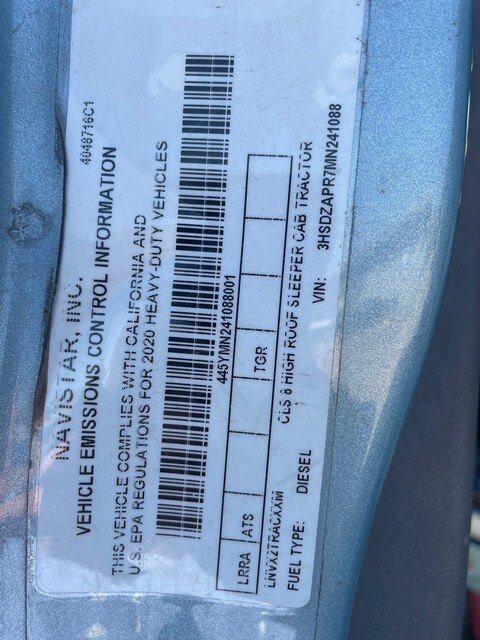 4048716C1
NAVISTAR, INC.
VEHICLE EMISSIONS CONTROL INFORMATION
THIS VEHICLE COMPLIES WITH CALIFORNIA AND
U.S. EPA REGULATIONS FOR 2020 HEAVY-DUTY VEHICLES
445YMN241088001
LRRA ATS TGR
LNVX2TRACXXM
CLS 8 HIGH ROOF SLEEPER CAB TRACTOR
FUEL TYPE: DIESEL VIN: 3HSDZAPR7MN241088